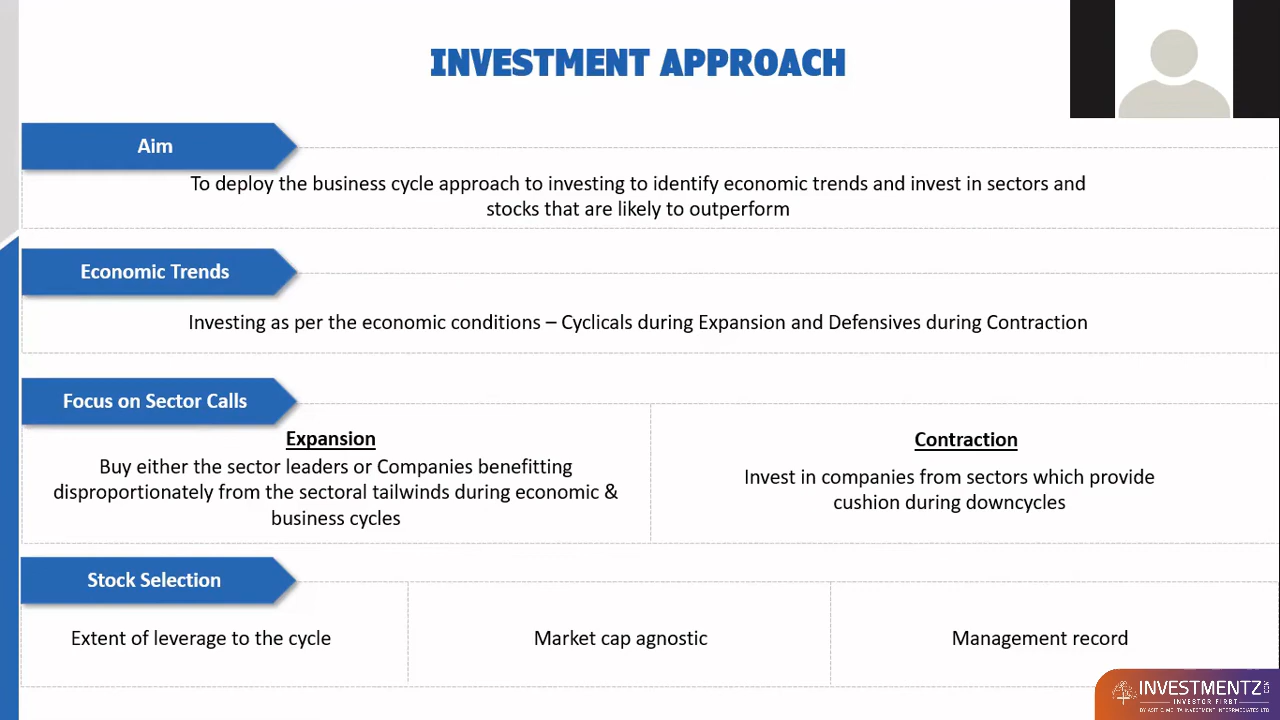 INVESTMENT APPROACH
Aim
To deploy the business cycle approach to investing to identify economic trends and invest in sectors and
stocks that are likely to outperform
Economic Trends
Investing as per the economic conditions – Cyclicals during Expansion and Defensives during Contraction
Focus on Sector Calls
Expansion
Buy either the sector leaders or Companies benefitting
disproportionately from the sectoral tailwinds during economic &
business cycles
Contraction
Invest in companies from sectors which provide
cushion during downcycles
Stock Selection
Extent of leverage to the cycle
Market cap agnostic
Management record
INVESTMENTZ
INVESTOR FIRST